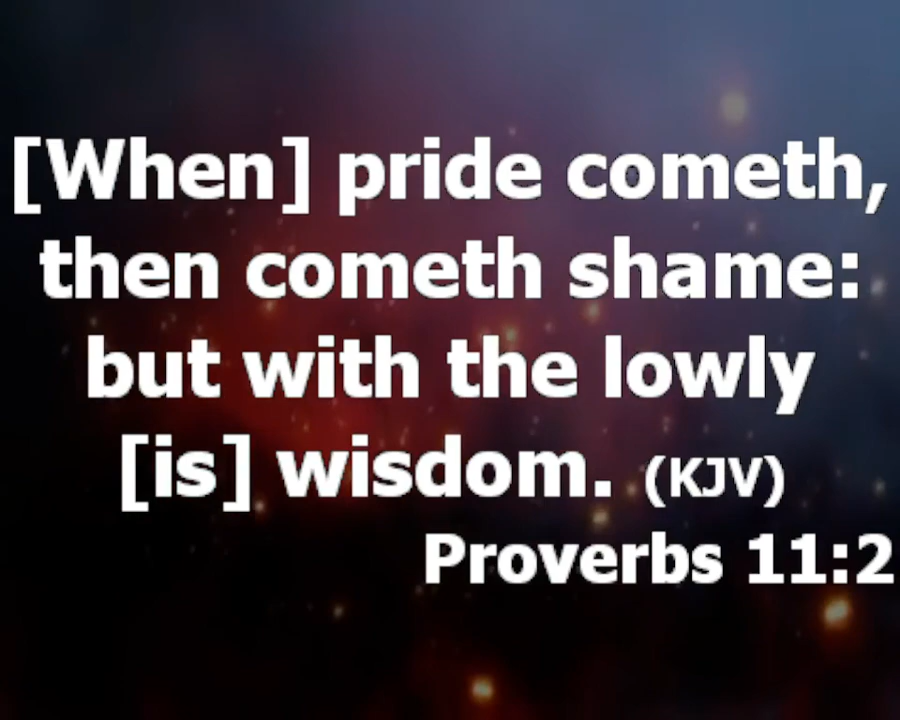 [When] pride cometh,
then cometh shame:
but with the lowly
[is] wisdom. (KJV)
Proverbs 11:2